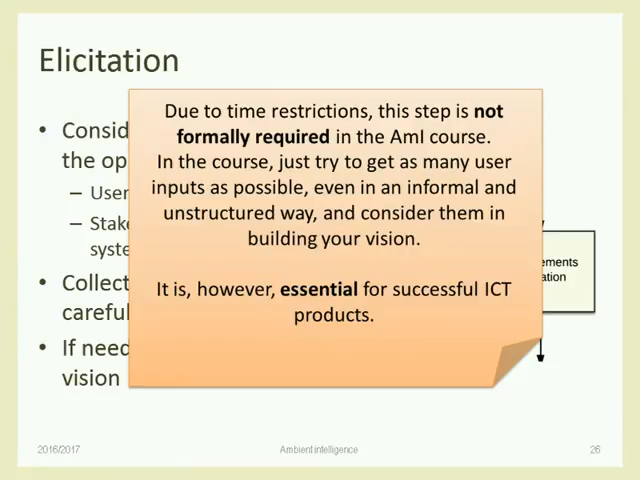 Elicitation
Due to time restrictions, this step is not
formally required in the AmI course.
In the course, just try to get as many user
inputs as possible, even in an informal and
unstructured way, and consider them in
building your vision.
It is, however, essential for successful ICT
products.
• Consid
the op
– User
– Stake
syste
• Collect
careful
• If need
vision
ements
ation
2016/2017
Ambient intelligence
26